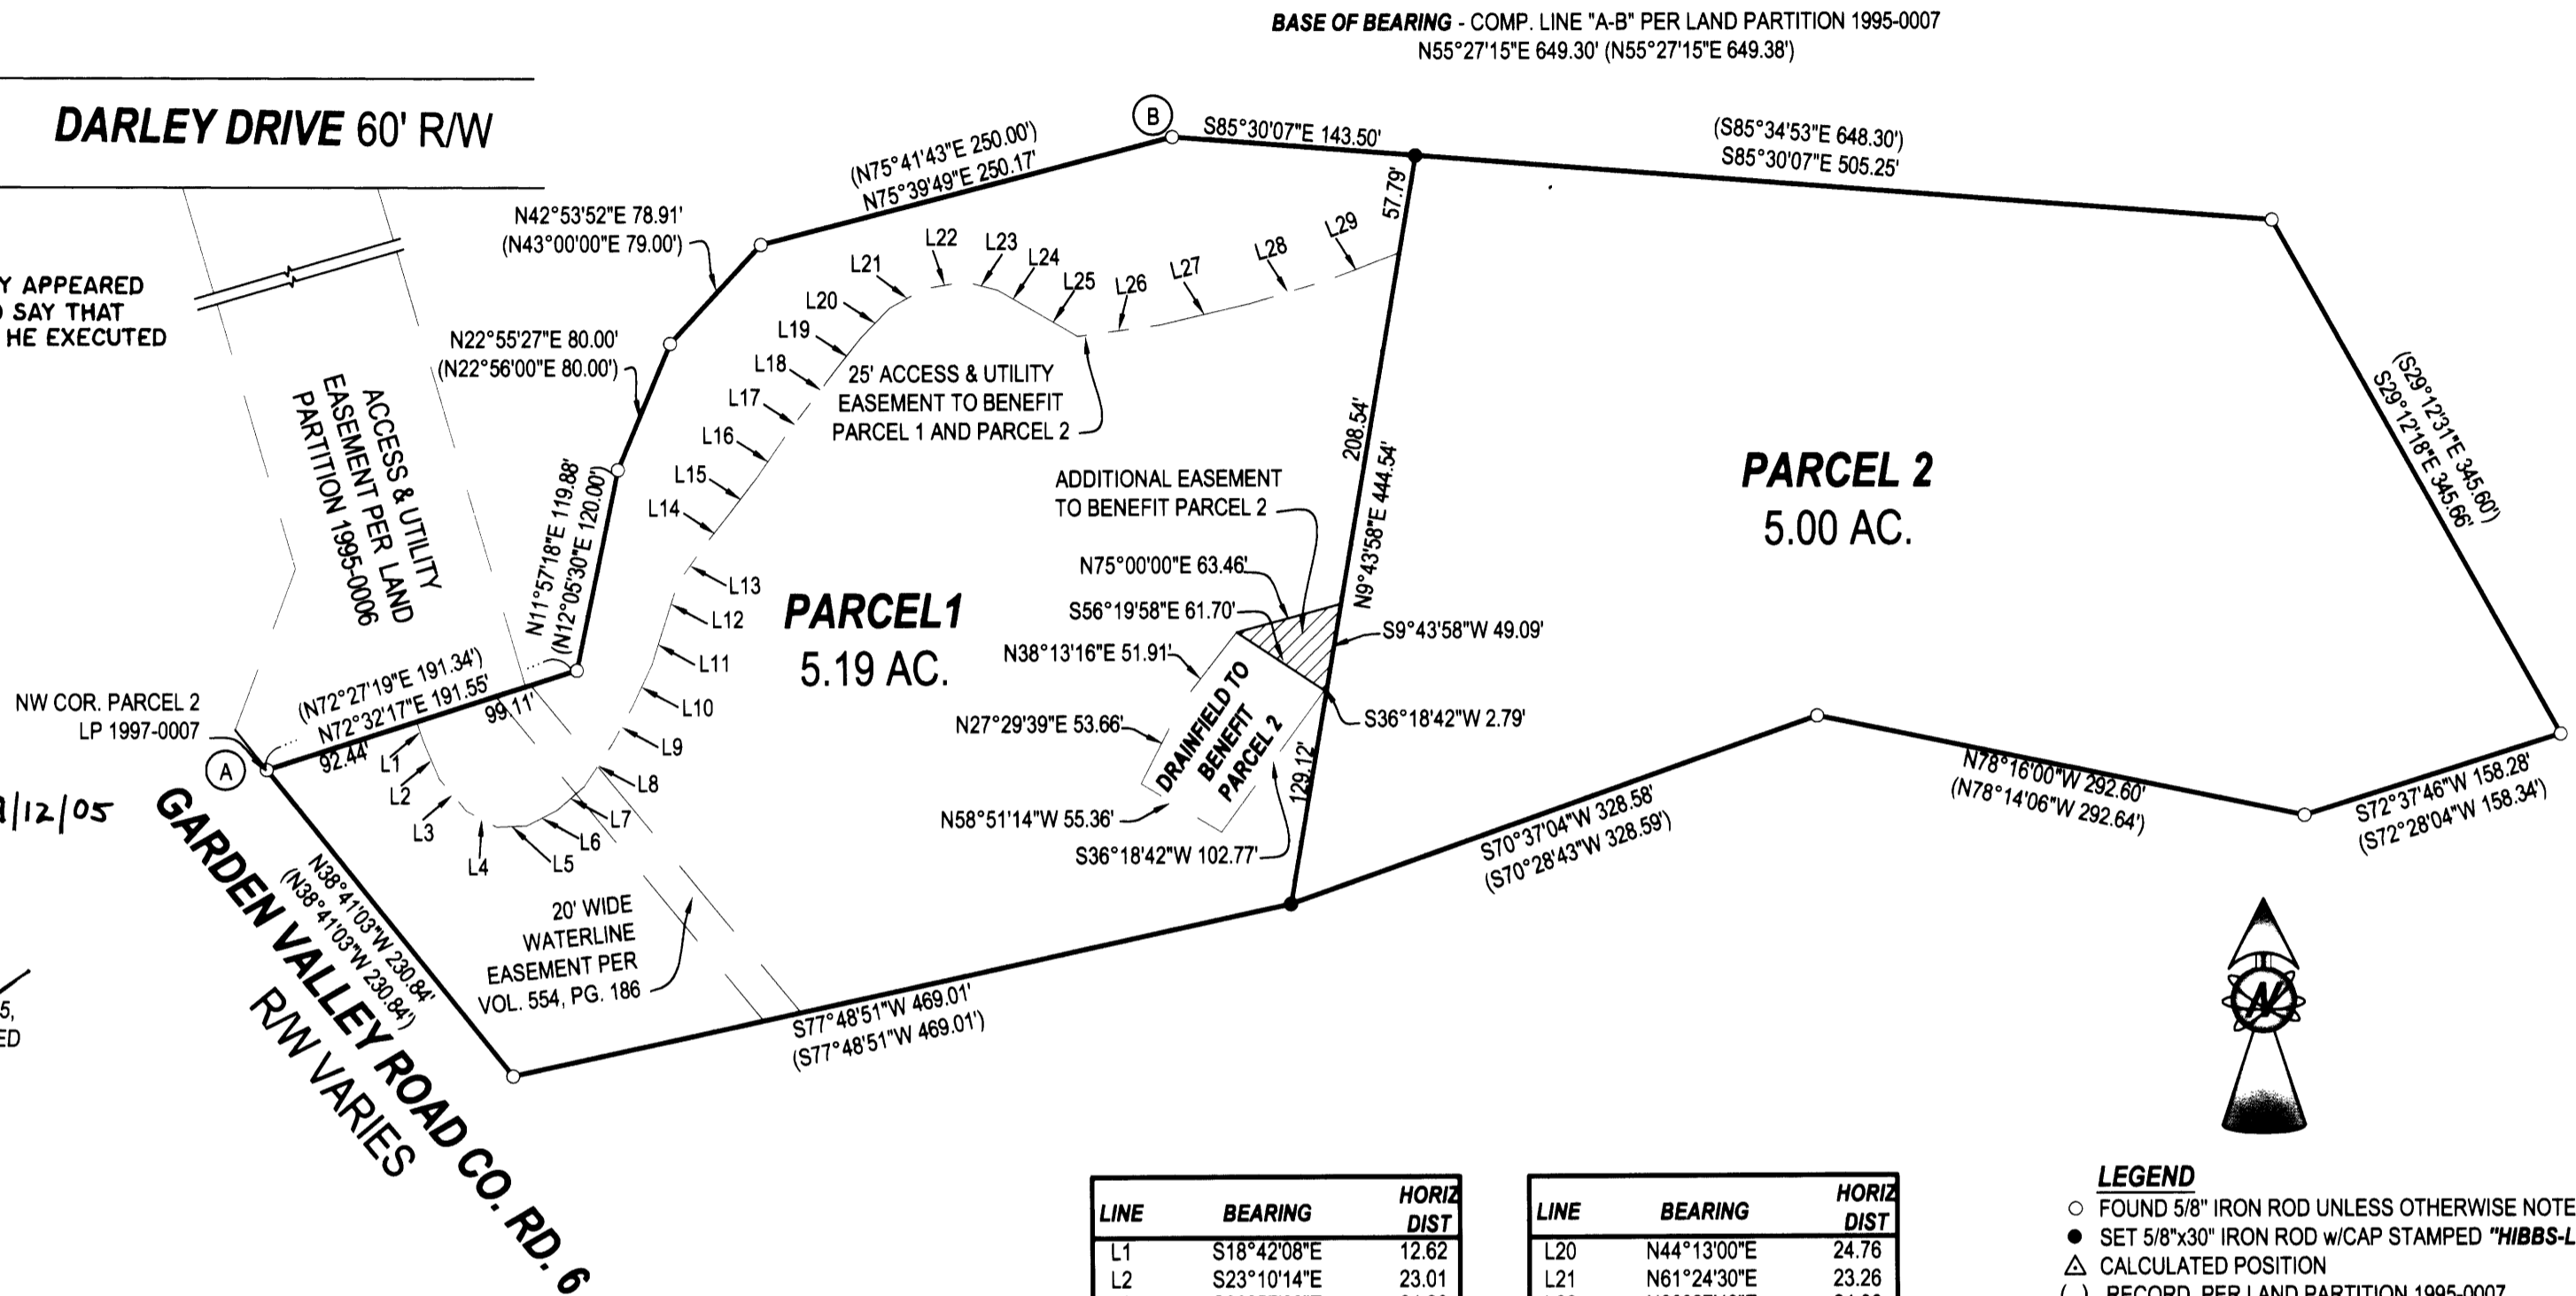 BASE OF BEARING - COMP. LINE "A-B" PER LAND PARTITION 1995-0007
N55°27'15"E 649.30' (N55°27'15"E 649.38')
DARLEY DRIVE 60' R/W
B
S85°30'07"E 143.50'
(S85°34'53"E 648.30')
S85°30'07"E 505.25'
(N75°41'43"E 250.00')
N75°39'49"E 250.17'
57.79'
N42°53'52"E 78.91'
(N43°00'00"E 79.00')
Y APPEARED
SAY THAT
HE EXECUTED
N22°55'27"E 80.00'
(N22°56'00"E 80.00')
L29
L28
L27
L26
L25
L24
L23
L22
L21
L20
L19
L18
L17
L16
L15
L14
L13
L12
L11
L10
L9
L8
L7
L6
L5
L4
L3
L2
L1
25' ACCESS & UTILITY
EASEMENT TO BENEFIT
PARCEL 1 AND PARCEL 2
ACCESS & UTILITY
EASEMENT PER LAND
PARTITION 1995-0006
N11°57'18"E 119.88'
(N12°05'30"E 120.00')
208.54'
N9°43'58"E 444.54'
(S29°12'31"E 345.60')
S29°12'18"E 345.66'
PARCEL 2
5.00 AC.
ADDITIONAL EASEMENT
TO BENEFIT PARCEL 2
N75°00'00"E 63.46'
S56°19'58"E 61.70'
N38°13'16"E 51.91'
S9°43'58"W 49.09'
PARCEL1
5.19 AC.
DRAINFIELD TO
BENEFIT
PARCEL 2
N27°29'39"E 53.66'
S36°18'42"W 2.79'
N58°51'14"W 55.36'
S36°18'42"W 102.77'
129.12'
NW COR. PARCEL 2
LP 1997-0007
A
(N72°27'19"E 191.34')
N72°32'17"E 191.55'
99.11'
92.44'
/12/05
N38°41'03"W 230.84'
(N38°41'03"W 230.84')
GARDEN VALLEY ROAD CO. RD. 6
R/W VARIES
20' WIDE
WATERLINE
EASEMENT PER
VOL. 554, PG. 186
S77°48'51"W 469.01'
(S77°48'51"W 469.01')
S70°37'04"W 328.58'
(S70°28'43"W 328.59')
N78°16'00"W 292.60'
(N78°14'06"W 292.64')
S72°37'46"W 158.28'
(S72°28'04"W 158.34')
5,
ED
N
LINE BEARING HORIZ DIST
L1 S18°42'08"E 12.62
L2 S23°10'14"E 23.01
LINE BEARING HORIZ DIST
L20 N44°13'00"E 24.76
L21 N61°24'30"E 23.26
LEGEND
FOUND 5/8" IRON ROD UNLESS OTHERWISE NOTE
SET 5/8"x30" IRON ROD w/CAP STAMPED "HIBBS-L
CALCULATED POSITION
( ) RECORD PER LAND PARTITION 1995-0007